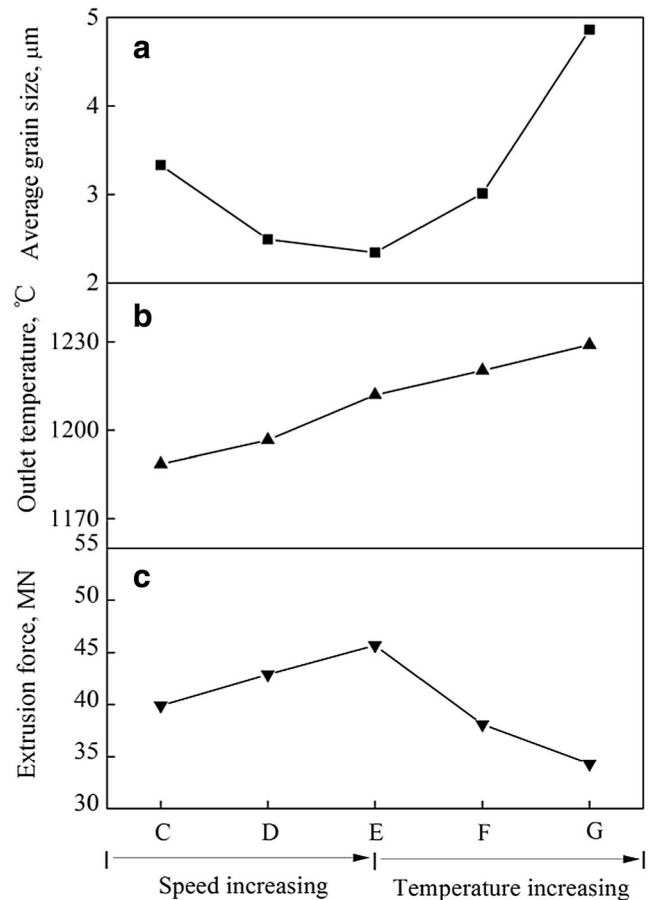 a
5
4
3
2
Average grain size, μm
b
1230
1200
1170
Outlet temperature, ℃
c
55
50
45
40
35
30
Extrusion force, MN
C D E F G
Speed increasing
Temperature increasing